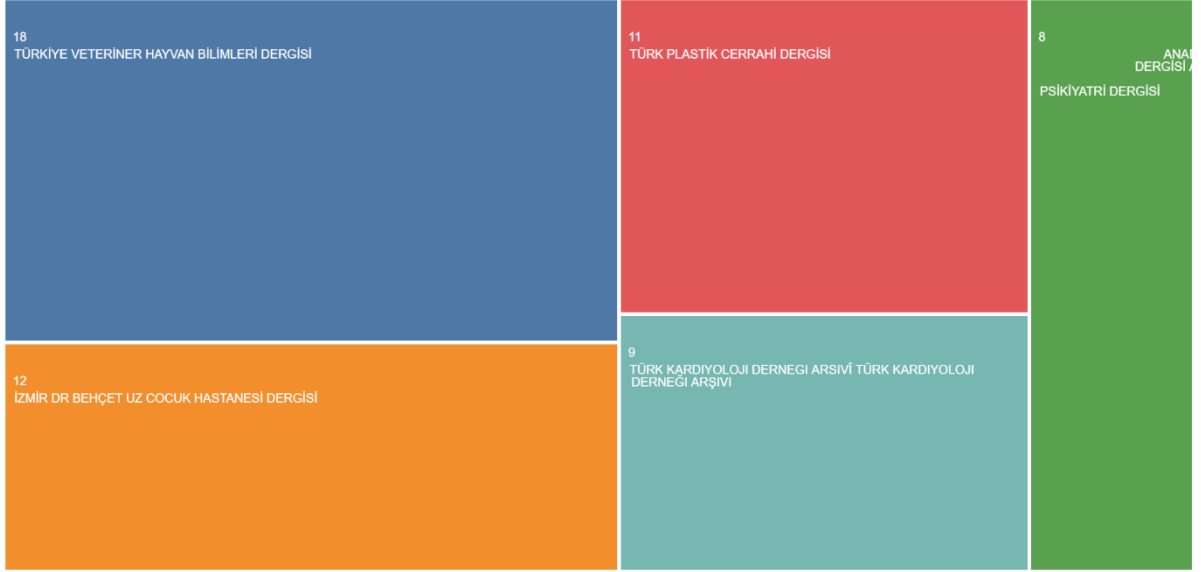 18
TÜRKİYE VETERİNER HAYVAN BİLİMLERİ DERGİSİ
12
İZMİR DR BEHÇET UZ COCUK HASTANESİ DERGİSİ
11
TÜRK PLASTİK CERRAHİ DERGİSİ
9
TÜRK KARDIYOLOJI DERNEGI ARSIVÎ TÜRK KARDIYOLOJI
DERNEĞI ARŞIVI
8
DERGİSİ
PSİKİYATRİ DERGİSİ